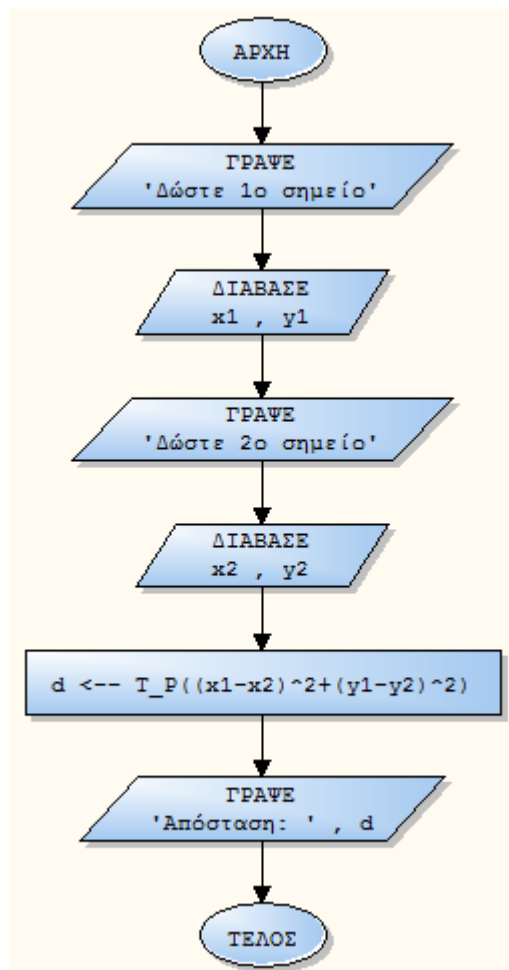 ΑΡΧΗ
ΓΡΑΨΕ
'Δώστε 1ο σημείο'
ΔΙΑΒΑΣΕ
x1 , y1
ΓΡΑΨΕ
'Δώστε 2ο σημείο'
ΔΙΑΒΑΣΕ
x2 , y2
d <-- Τ_Ρ((x1-x2)^2+(y1-y2)^2)
ΓΡΑΨΕ
'Απόσταση: ' , d
ΤΕΛΟΣ